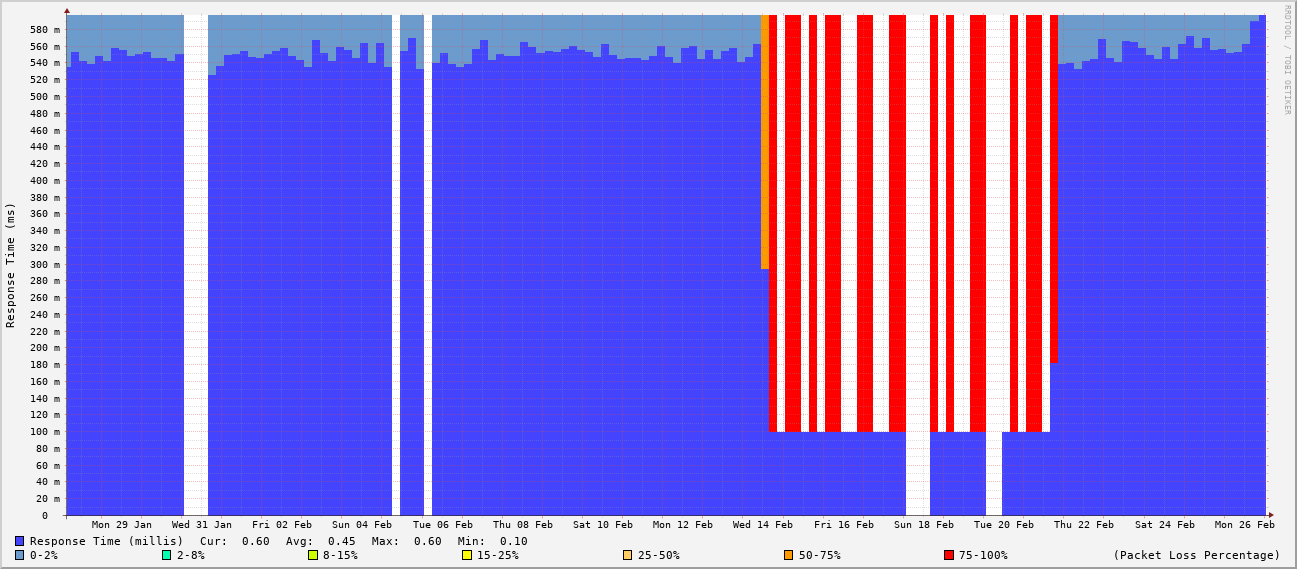 RRDTOOL / TOBI OETIKER
Response Time (ms)
580 m
560 m
540 m
520 m
500 m
480 m
460 m
440 m
420 m
400 m
380 m
360 m
340 m
320 m
300 m
280 m
260 m
240 m
220 m
200 m
180 m
160 m
140 m
120 m
100 m
80 m
60 m
40 m
20 m
0
Mon 29 Jan Wed 31 Jan Fri 02 Feb Sun 04 Feb Tue 06 Feb Thu 08 Feb Sat 10 Feb Mon 12 Feb Wed 14 Feb Fri 16 Feb Sun 18 Feb Tue 20 Feb Thu 22 Feb Sat 24 Feb Mon 26 Feb
Response Time (millis) Cur: 0.60 Avg: 0.45 Max: 0.60 Min: 0.10
0-2% 2-8% 8-15% 15-25% 25-50% 50-75% 75-100% (Packet Loss Percentage)